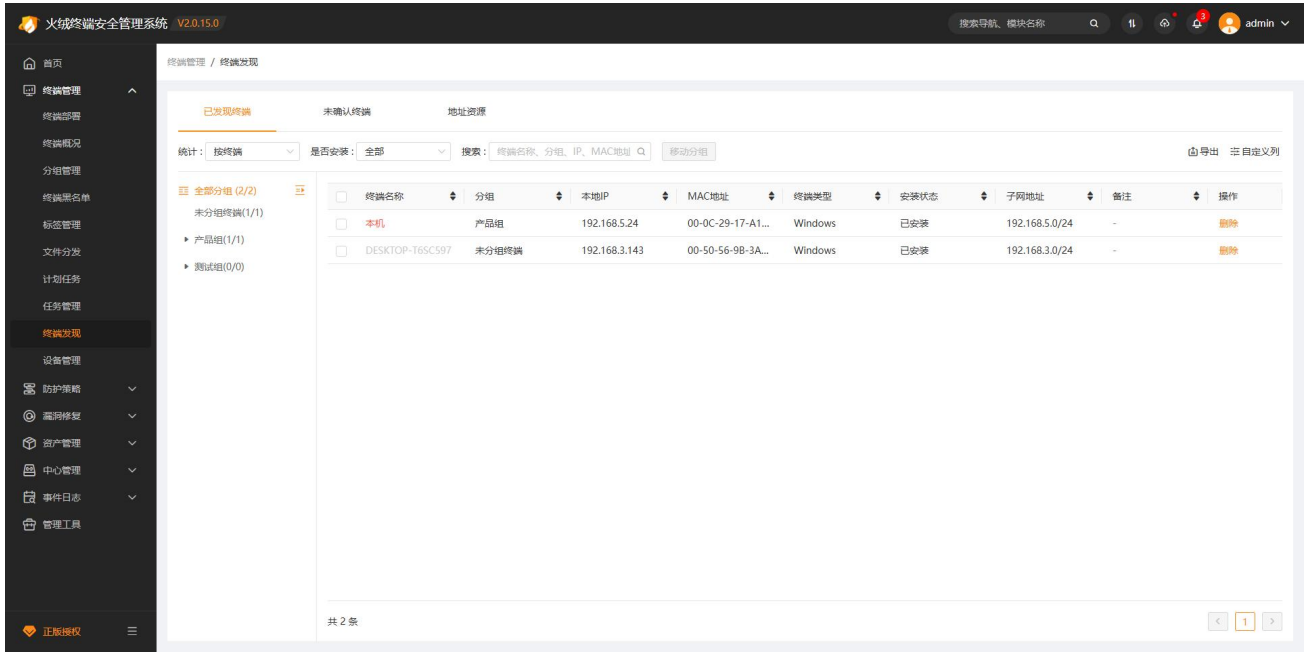 火绒终端安全管理系统 V2.0.15.0 搜索导航、模块名称 3 admin
首页
终端管理
终端部署
终端概况
分组管理
终端黑名单
标签管理
文件分发
计划任务
任务管理
终端发现
设备管理
防护策略
漏洞修复
资产管理
中心管理
事件日志
管理工具
正版授权
终端管理 / 终端发现
已发现终端 未确认终端 地址资源
统计: 按终端 是否安装: 全部 搜索: 终端名称、分组、IP、MAC地址 移动分组 导出 自定义列
全部分组 (2/2)
未分组终端(1/1)
产品组(1/1)
测试组(0/0)
终端名称 分组 本地IP MAC地址 终端类型 安装状态 子网地址 备注 操作
本机 产品组 192.168.5.24 00-0C-29-17-A1... Windows 已安装 192.168.5.0/24 - 删除
DESKTOP-T6SC597 未分组终端 192.168.3.143 00-50-56-9B-3A... Windows 已安装 192.168.3.0/24 - 删除
共 2 条 < 1 >